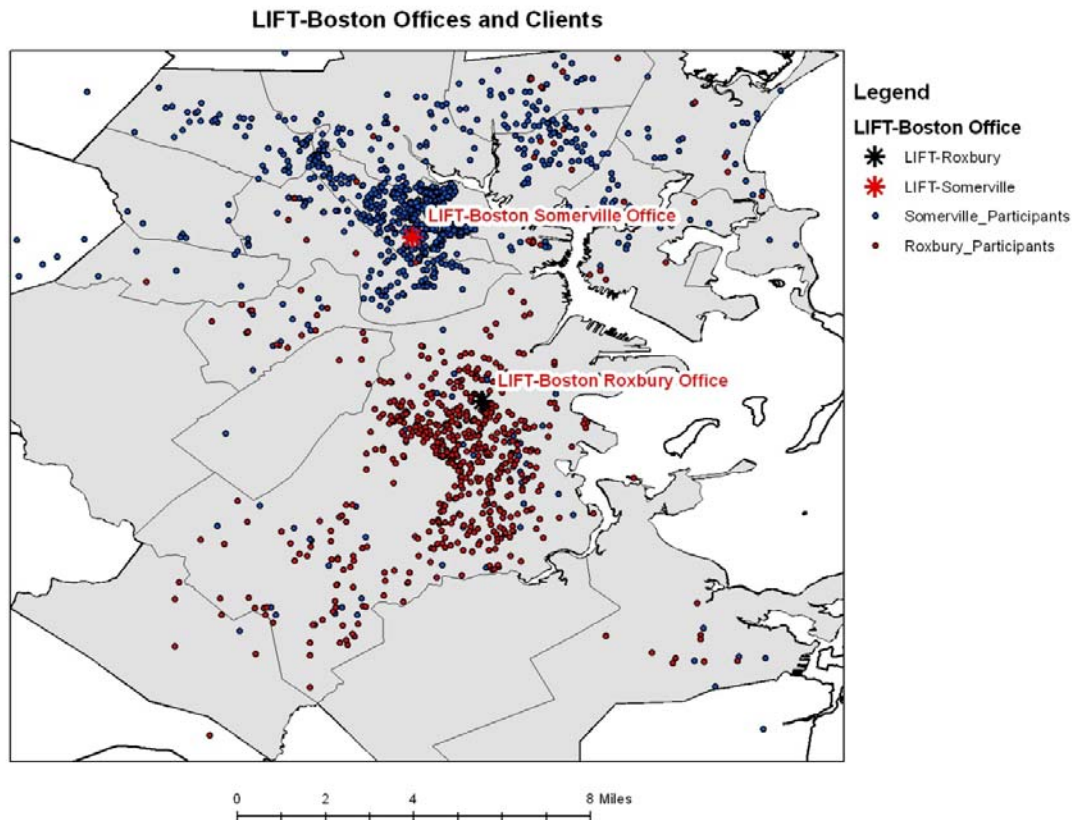 LIFT-Boston Offices and Clients
Legend
LIFT-Boston Office
LIFT-Roxbury
LIFT-Somerville
Somerville_Participants
Roxbury_Participants
LIFT-Boston Somerville Office
LIFT-Boston Roxbury Office
0 2 4 8 Miles